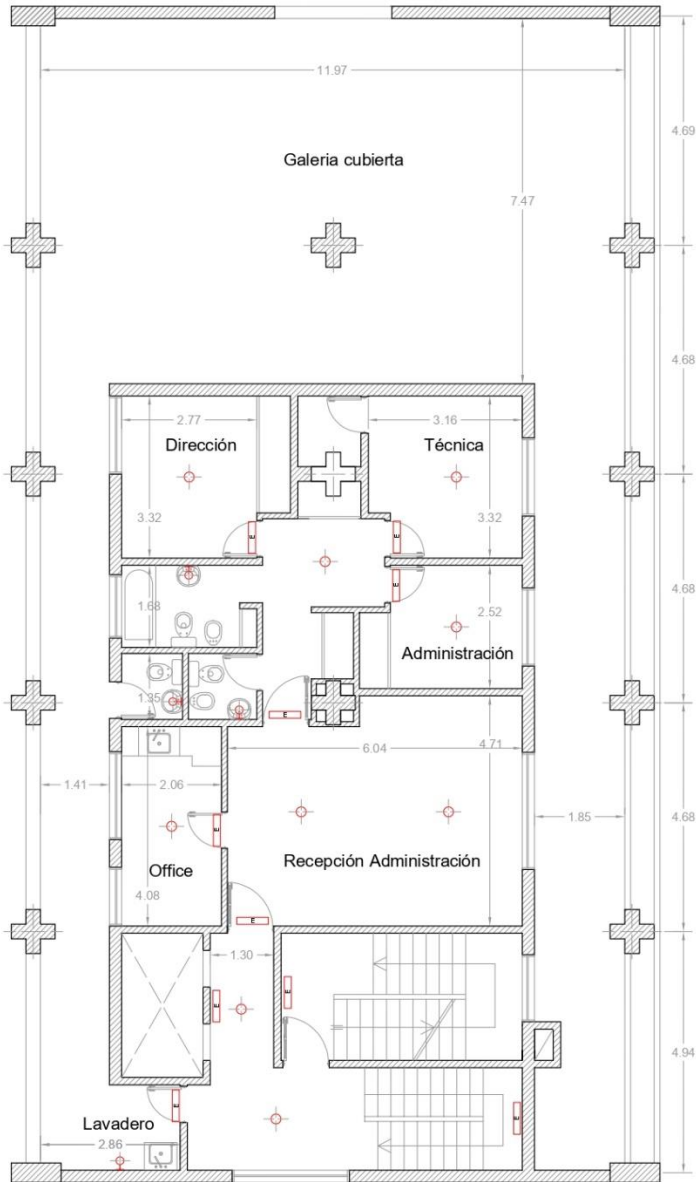 11.97
4.69
Galeria cubierta
7.47
4.68
2.77
3.16
Dirección
Técnica
4.68
3.32
3.32
E
E
1.68
E
2.52
Administración
1.35
E
6.04
4.71
1.41
2.06
4.68
1.85
E
Recepción Administración
Office
4.08
E
1.30
E
E
4.94
E
E
Lavadero
2.86